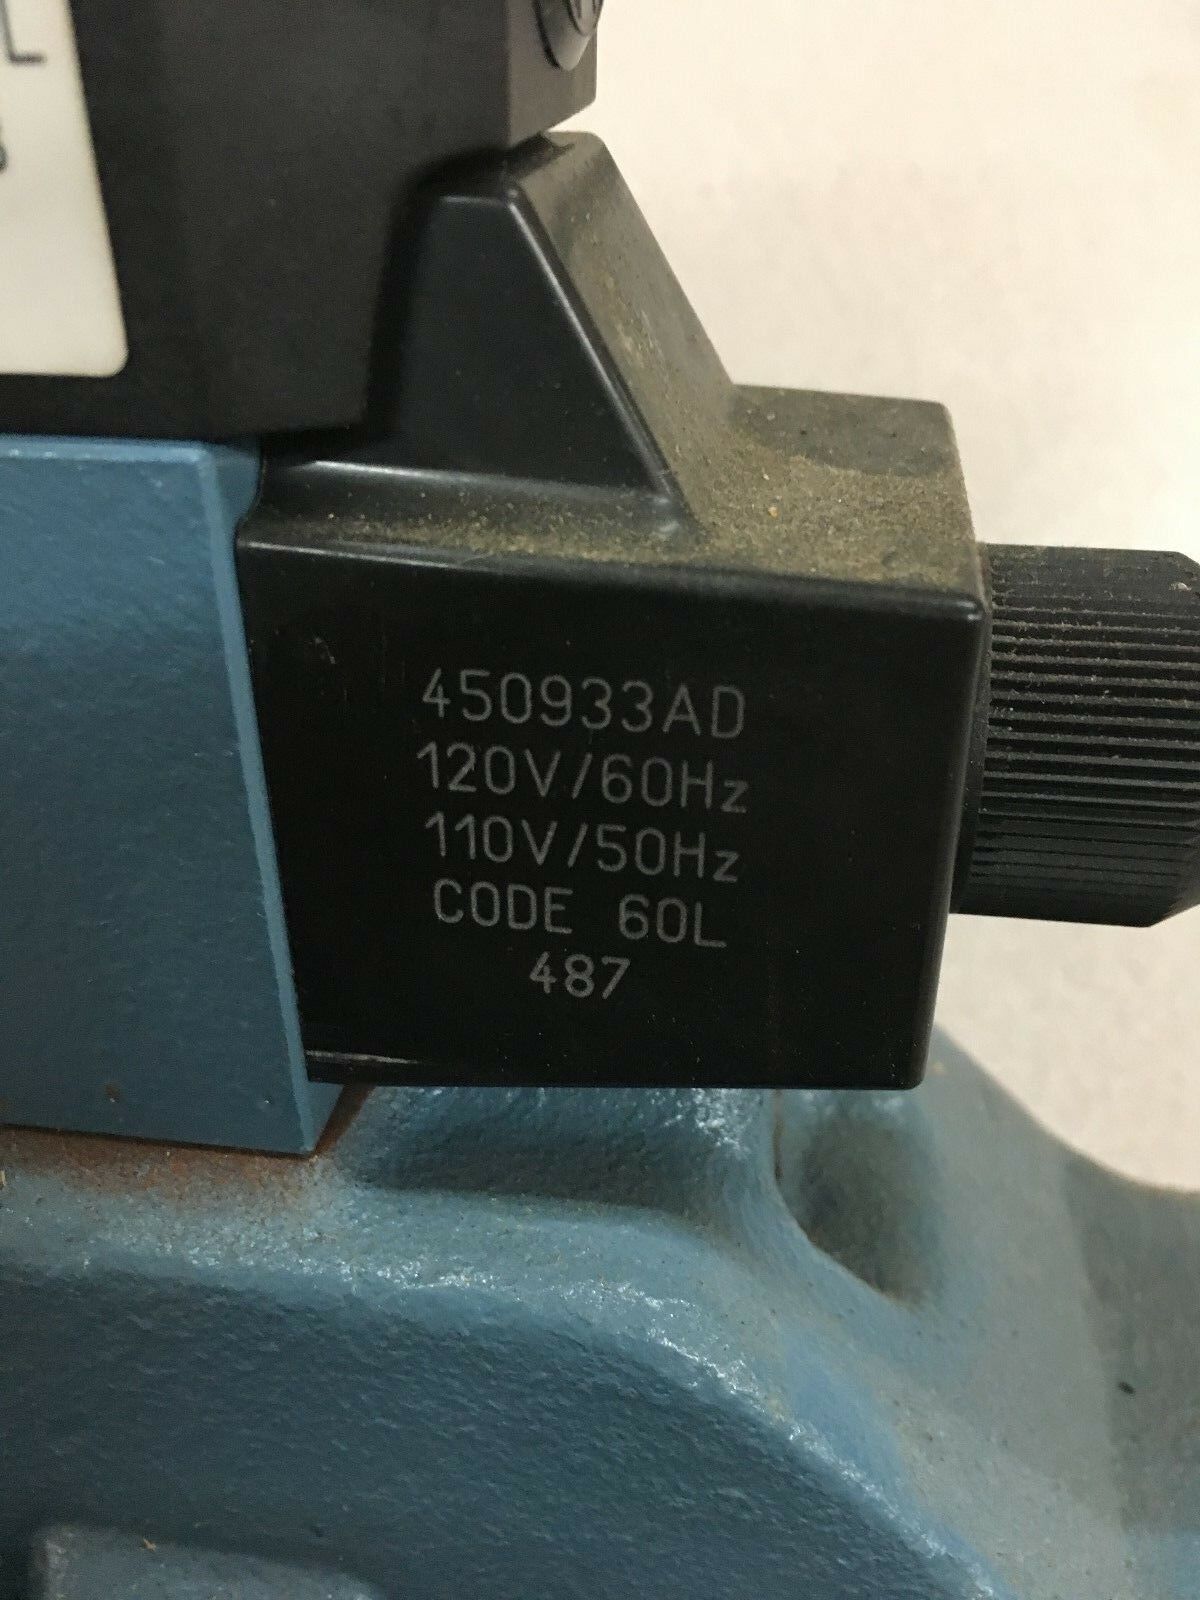 L
450933AD
120V/60Hz
110V/50Hz
CODE 60L
487